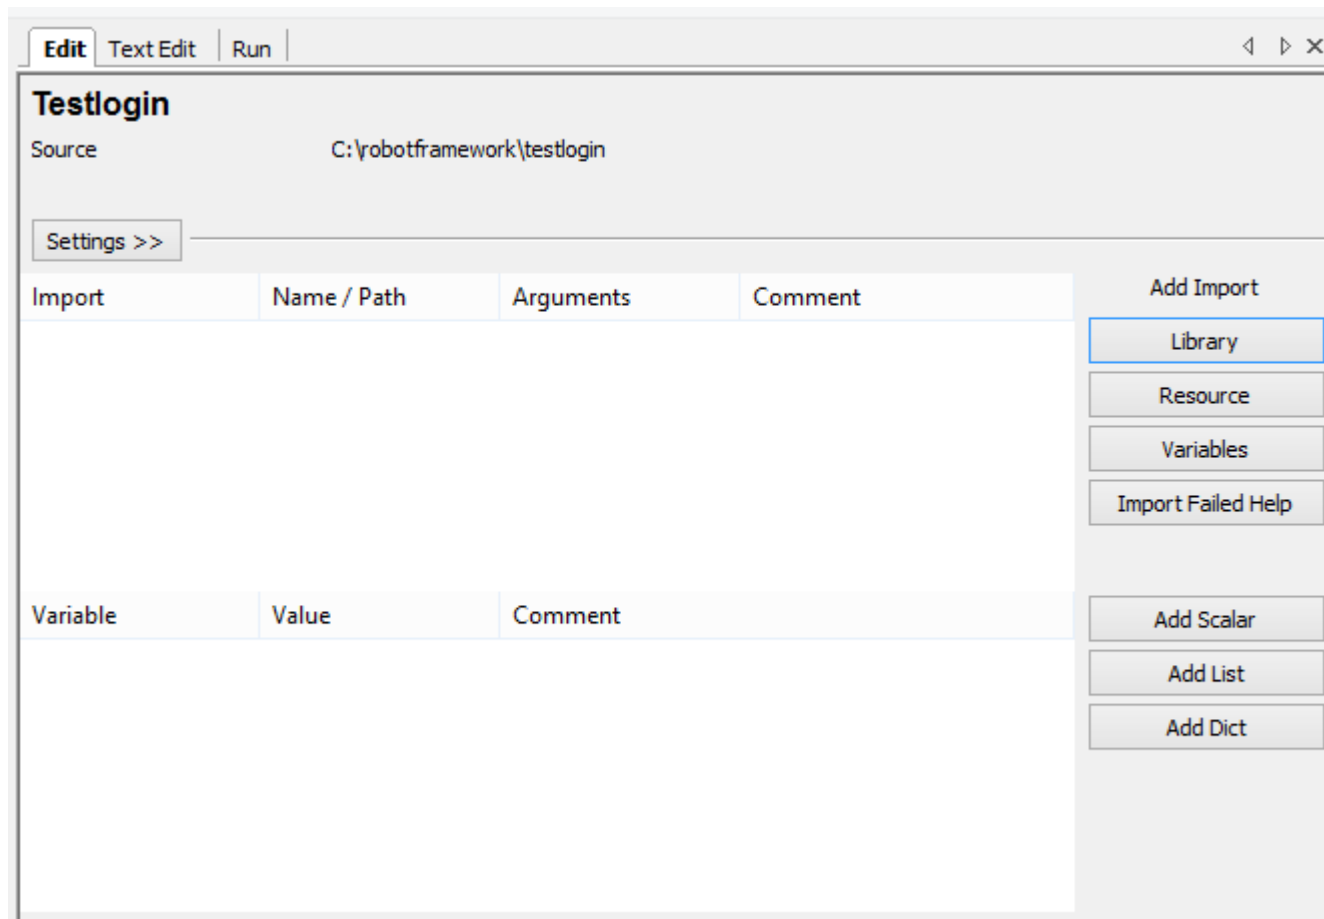 Edit Text Edit Run
Testlogin
Source C:\robotframework\testlogin
Settings >>
Import Name / Path Arguments Comment
Add Import
Library
Resource
Variables
Import Failed Help
Variable Value Comment
Add Scalar
Add List
Add Dict